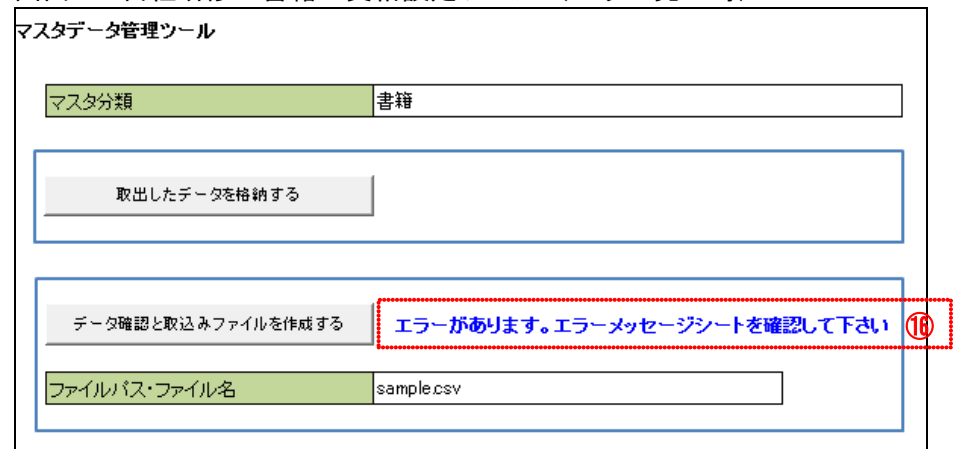 マスタデータ管理ツール
マスタ分類 書籍
取出したデータを格納する
データ確認と取込みファイルを作成する エラーがあります。エラーメッセージシートを確認して下さい ⑯
ファイルパス・ファイル名 sample.csv